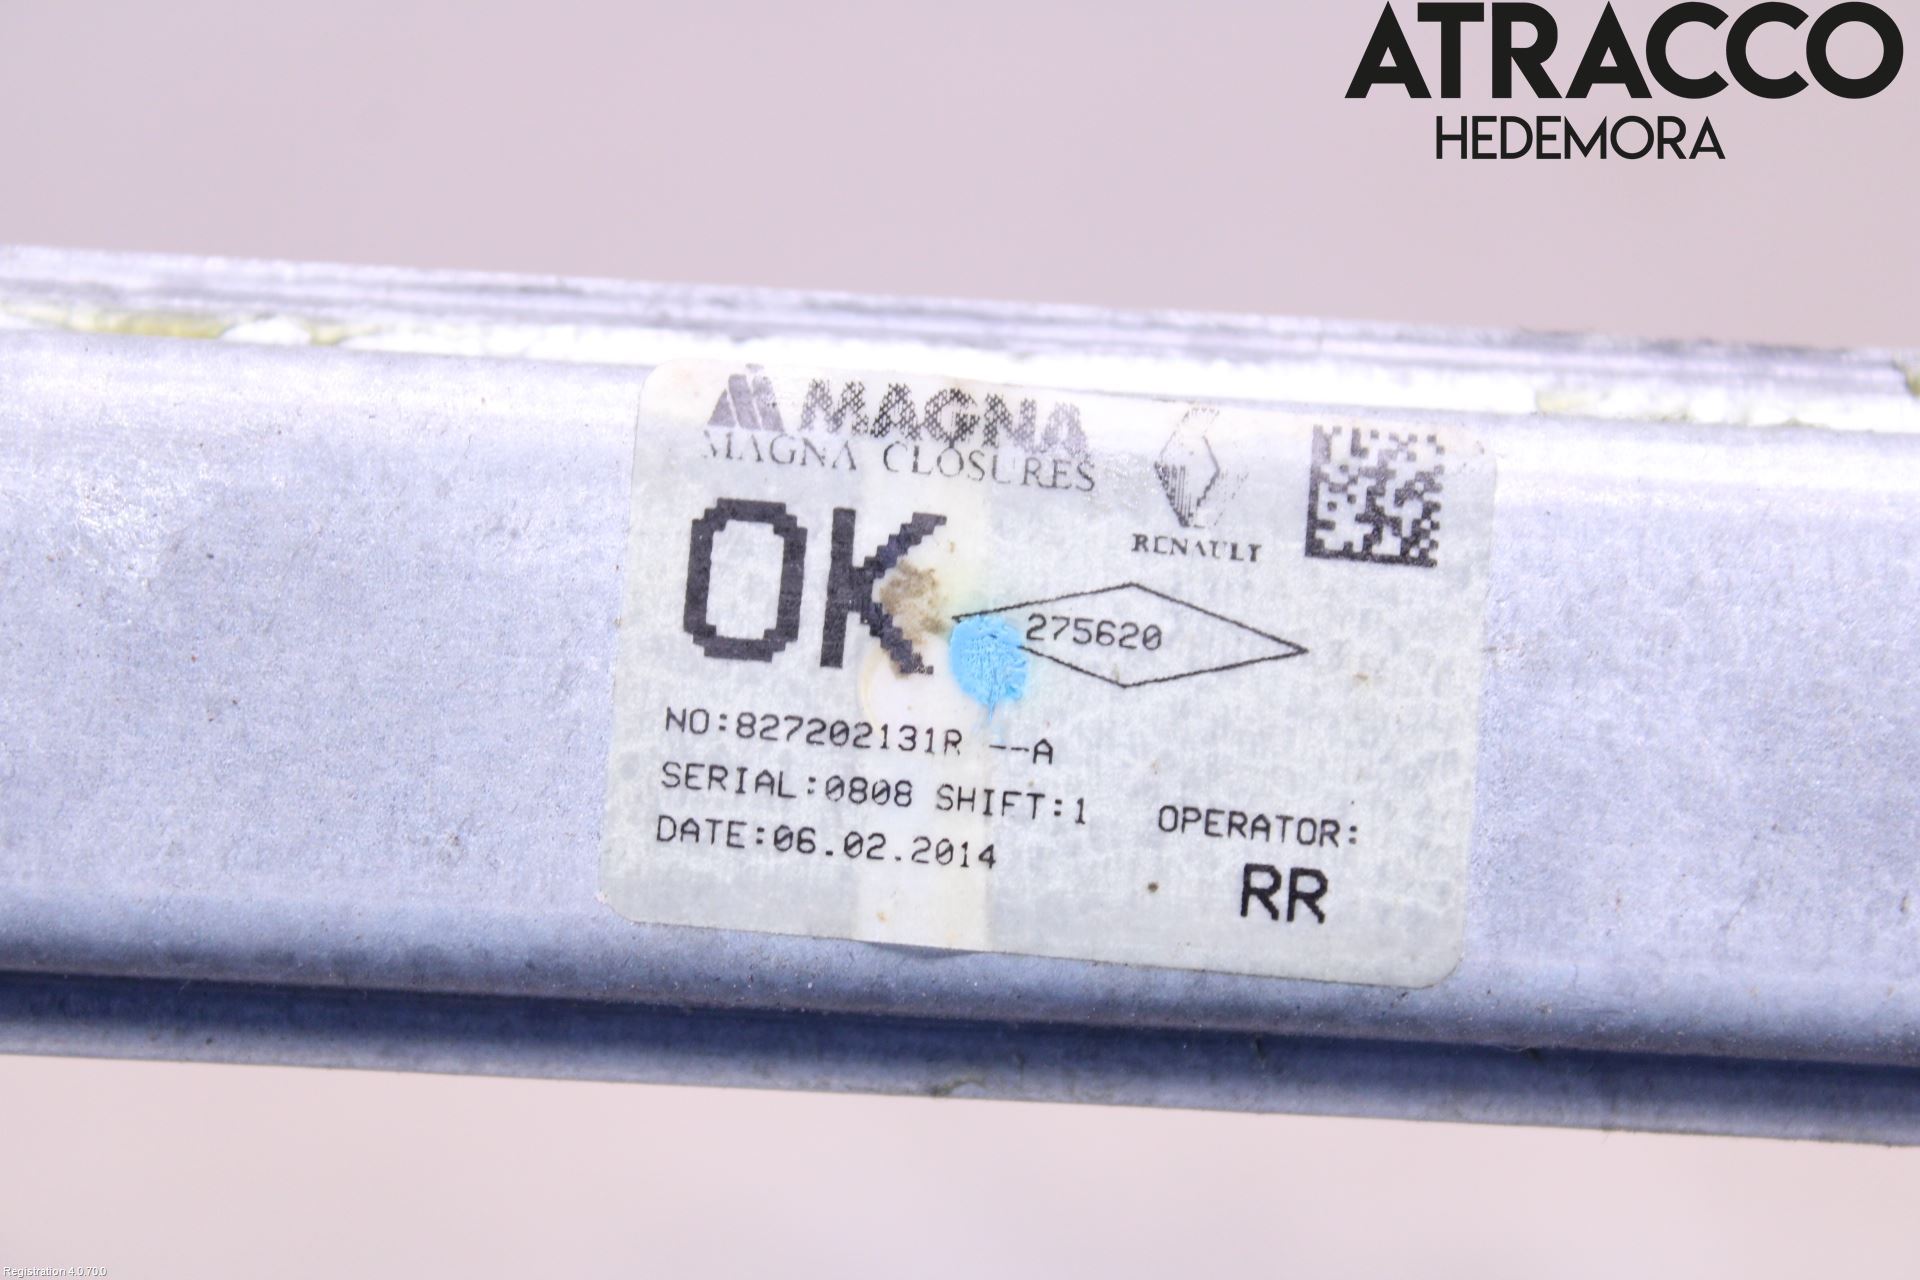 ATRACCO
HEDEMORA
MAGNA
MAGNA CLOSURES
RENAULT
OK
275620
NO:827202131R --A
SERIAL:0808 SHIFT:1
OPERATOR:
DATE:06.02.2014
RR
Registration 4.0.70.0